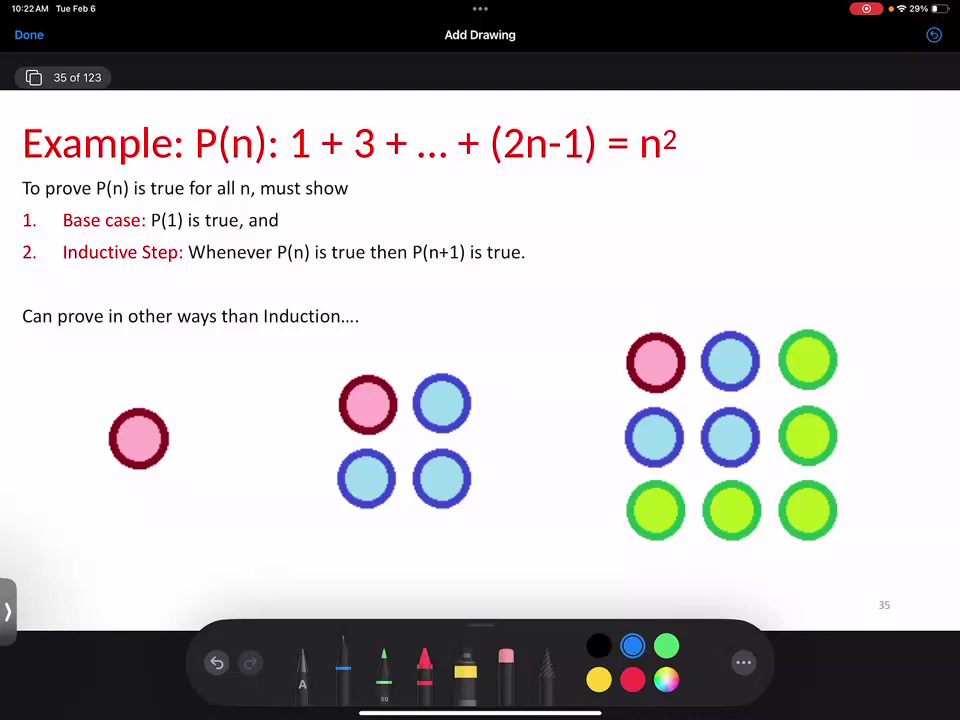 10:22 AM Tue Feb 6
29%
Done
Add Drawing
35 of 123
Example: P(n): 1 + 3 + … + (2n-1) = n²
To prove P(n) is true for all n, must show
1. Base case: P(1) is true, and
2. Inductive Step: Whenever P(n) is true then P(n+1) is true.
Can prove in other ways than Induction….
35
A
50